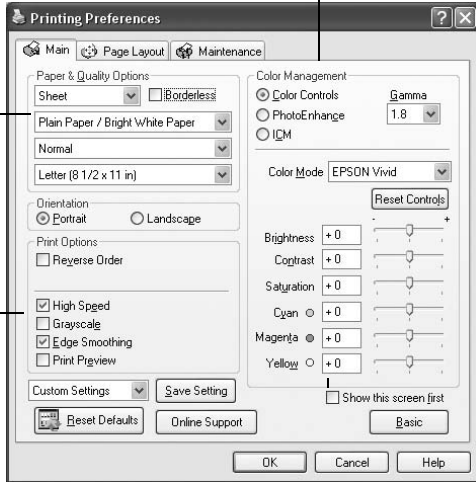 Printing Preferences
Main
Page Layout
Maintenance
Paper & Quality Options
Sheet
Borderless
Plain Paper / Bright White Paper
Normal
Letter (8 1/2 x 11 in)
Orientation
Portrait
Landscape
Print Options
Reverse Order
High Speed
Grayscale
Edge Smoothing
Print Preview
Custom Settings
Save Setting
Reset Defaults
Online Support
Color Management
Color Controls
PhotoEnhance
ICM
Gamma
1.8
Color Mode EPSON Vivid
Reset Controls
- +
Brightness + 0
Contrast + 0
Saturation + 0
Cyan + 0
Magenta + 0
Yellow + 0
Show this screen first
Basic
OK
Cancel
Help